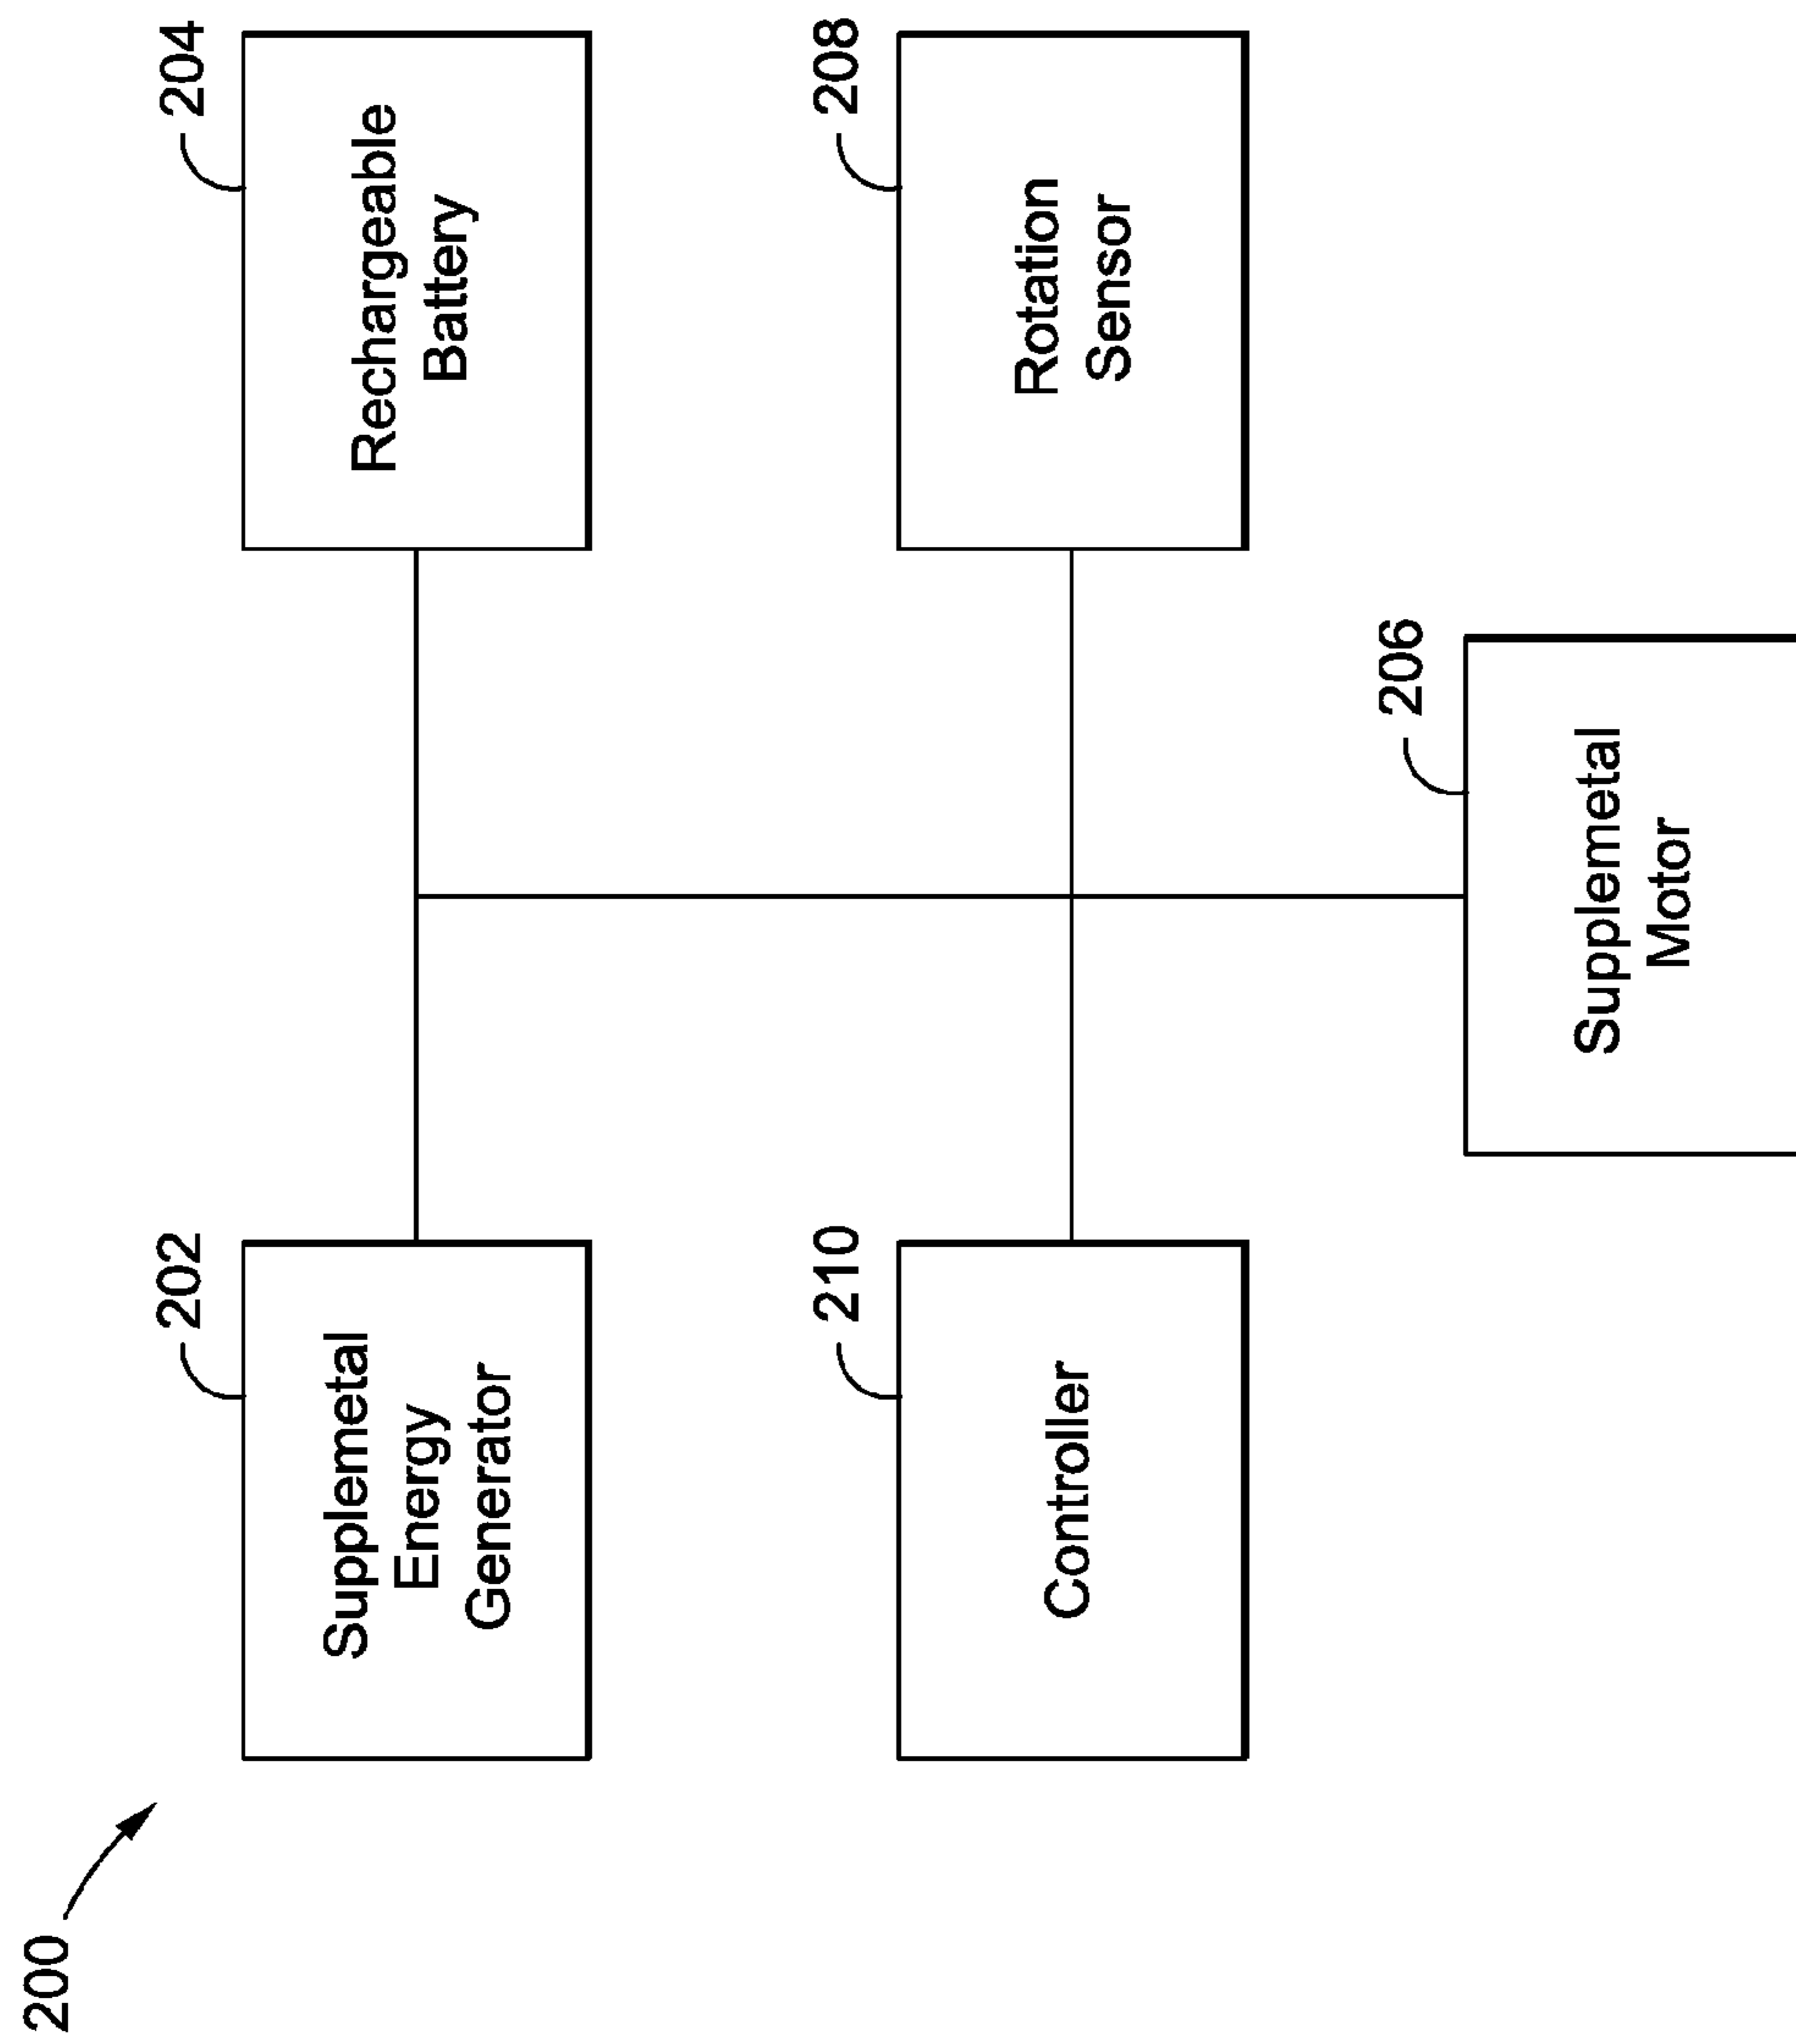 200
202
Supplemetal
Energy
Generator
204
Rechargeable
Battery
210
Controller
208
Rotation
Sensor
206
Supplemetal
Motor